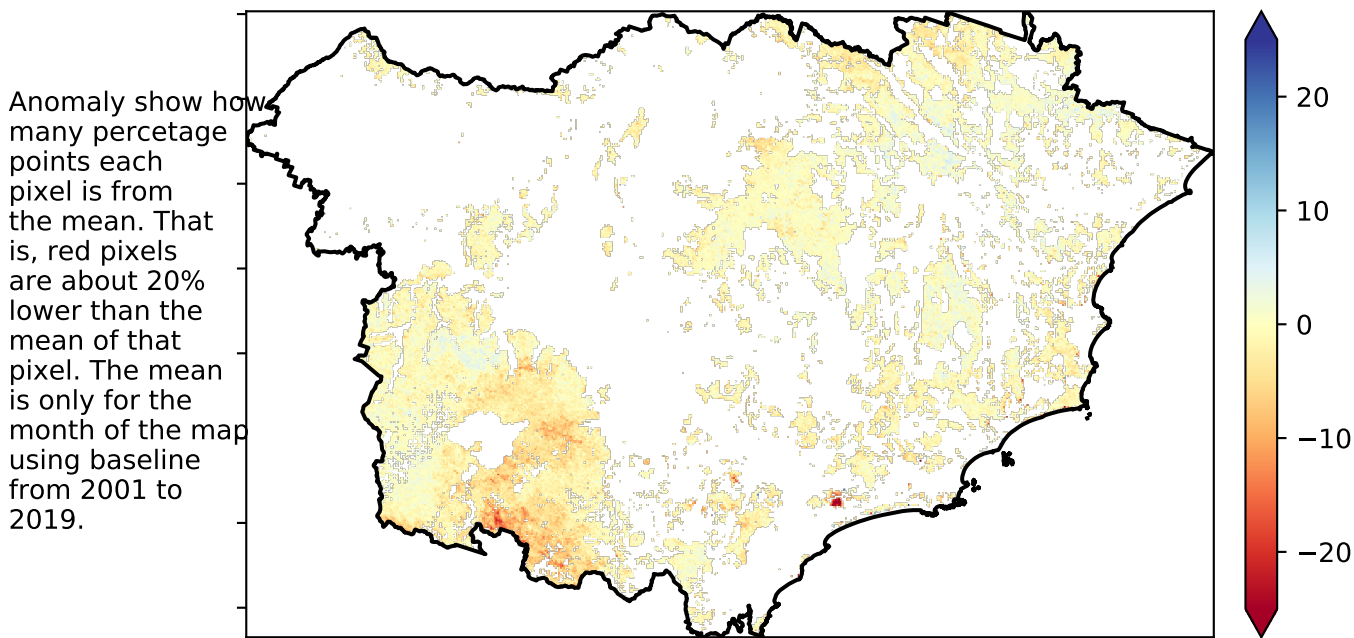 Anomaly show how
many percetage
points each
pixel is from
the mean. That
is, red pixels
are about 20%
lower than the
mean of that
pixel. The mean
is only for the
month of the map
using baseline
from 2001 to
2019.
20
10
0
−10
−20